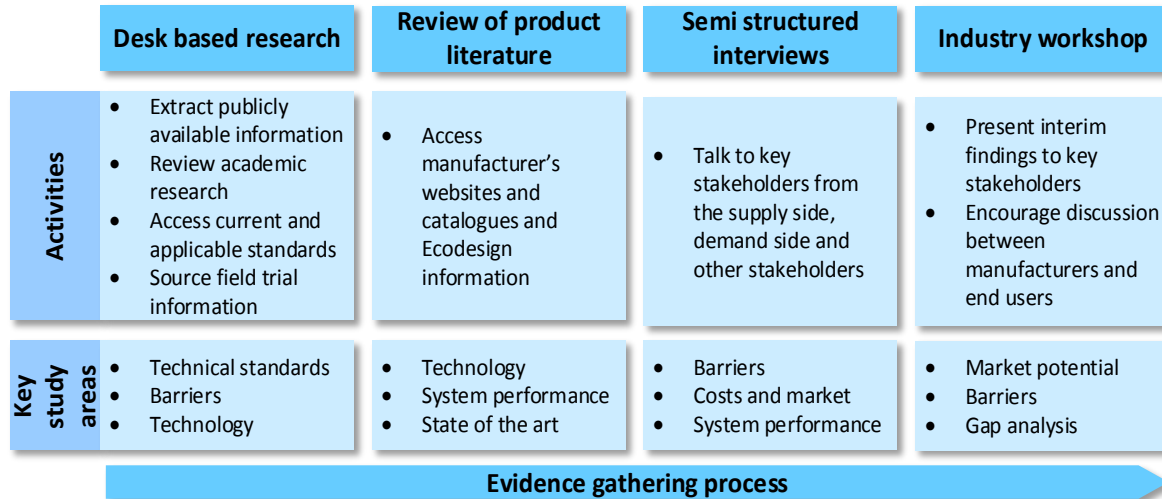 Desk based research
Review of product
literature
Semi structured
interviews
Industry workshop
Activities
• Extract publicly
available information
• Review academic
research
• Access current and
applicable standards
• Source field trial
information
• Access
manufacturer's
websites and
catalogues and
Ecodesign
information
• Talk to key
stakeholders from
the supply side,
demand side and
other stakeholders
• Present interim
findings to key
stakeholders
• Encourage discussion
between
manufacturers and
end users
Key
study
areas
• Technical standards
• Barriers
• Technology
• Technology
• System performance
• State of the art
• Barriers
• Costs and market
• System performance
• Market potential
• Barriers
• Gap analysis
Evidence gathering process